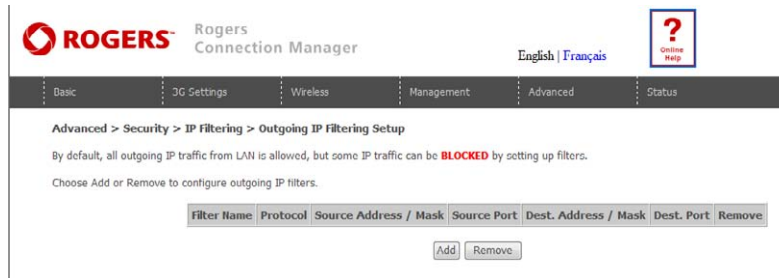 ROGERS™ Rogers
Connection Manager
English | Français
?
Online
Help
Basic 3G Settings Wireless Management Advanced Status
Advanced > Security > IP Filtering > Outgoing IP Filtering Setup
By default, all outgoing IP traffic from LAN is allowed, but some IP traffic can be BLOCKED by setting up filters.
Choose Add or Remove to configure outgoing IP filters.
Filter Name Protocol Source Address / Mask Source Port Dest. Address / Mask Dest. Port Remove
Add Remove